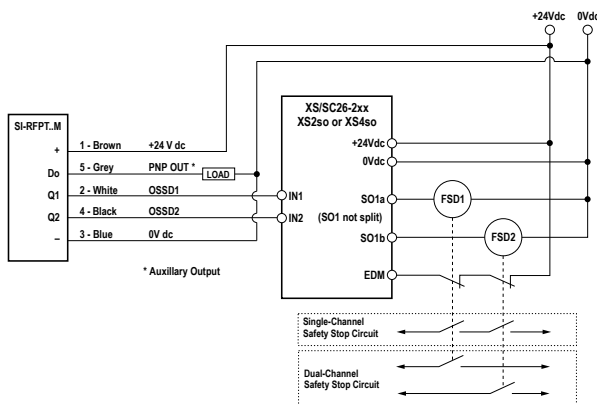 +24Vdc 0Vdc
XS/SC26-2xx
XS2so or XS4so
SI-RFPT..M
+ 1 - Brown +24 V dc
+24Vdc
Do 5 - Grey PNP OUT * LOAD
0Vdc
Q1 2 - White OSSD1
IN1
SO1a FSD1
Q2 4 - Black OSSD2
IN2
(SO1 not split)
– 3 - Blue 0V dc
SO1b FSD2
* Auxillary Output
EDM
Single-Channel
Safety Stop Circuit
Dual-Channel
Safety Stop Circuit